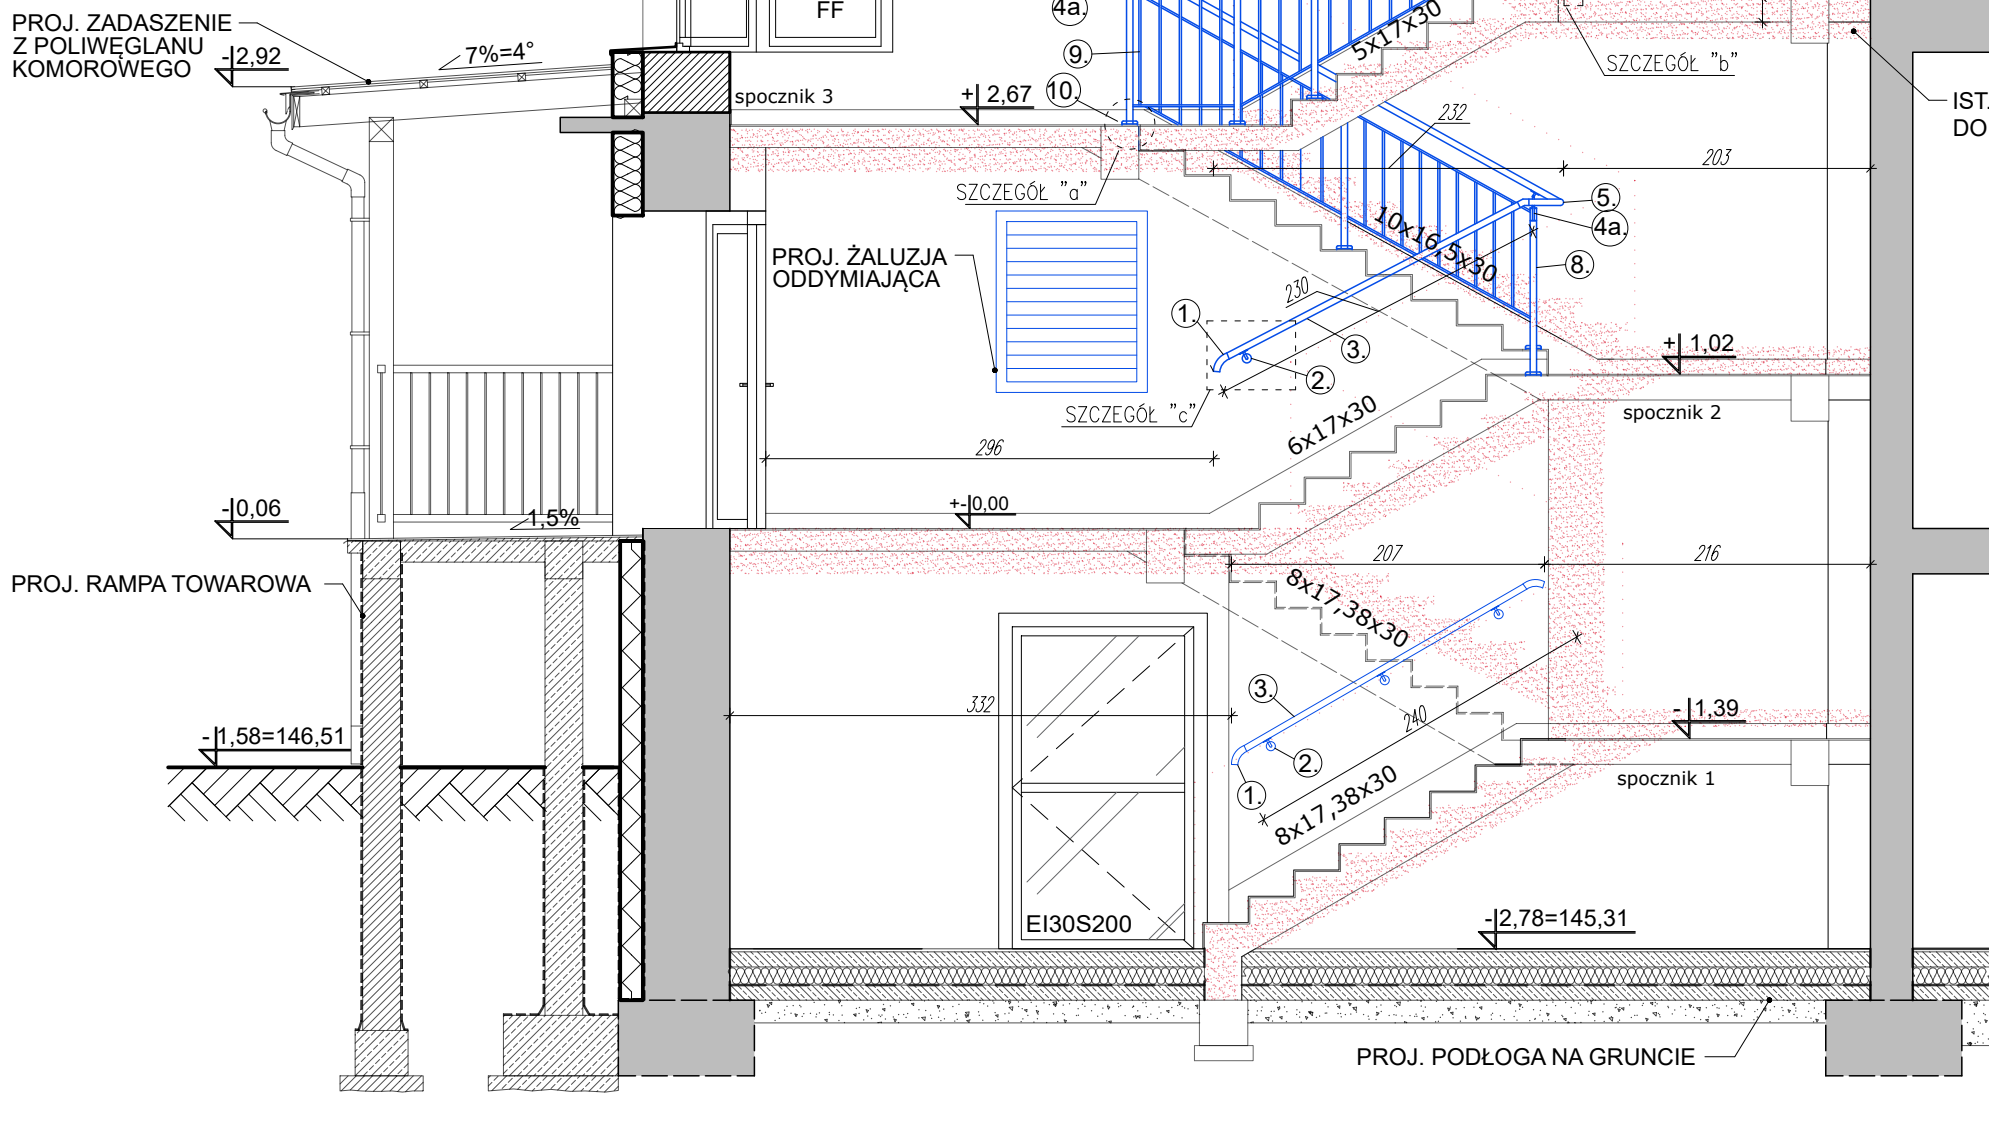 PROJ. ZADASZENIE
Z POLIWĘGLANU
KOMOROWEGO
-2,92
7%=4°
FF
4a.
9.
10.
spocznik 3
+ 2,67
5x17x30
SZCZEGÓŁ "b"
IST.
DO
232
203
SZCZEGÓŁ "a"
PROJ. ŻALUZJA
ODDYMIAJĄCA
5.
4a.
10x16,5x30
8.
230
1.
3.
2.
+ 1,02
SZCZEGÓŁ "c"
6x17x30
spocznik 2
296
-0,06
1,5%
+-0,00
207
216
PROJ. RAMPA TOWAROWA
8x17,38x30
3.
332
240
- 1,39
-1,58=146,51
2.
1.
8x17,38x30
spocznik 1
EI30S200
-2,78=145,31
PROJ. PODŁOGA NA GRUNCIE